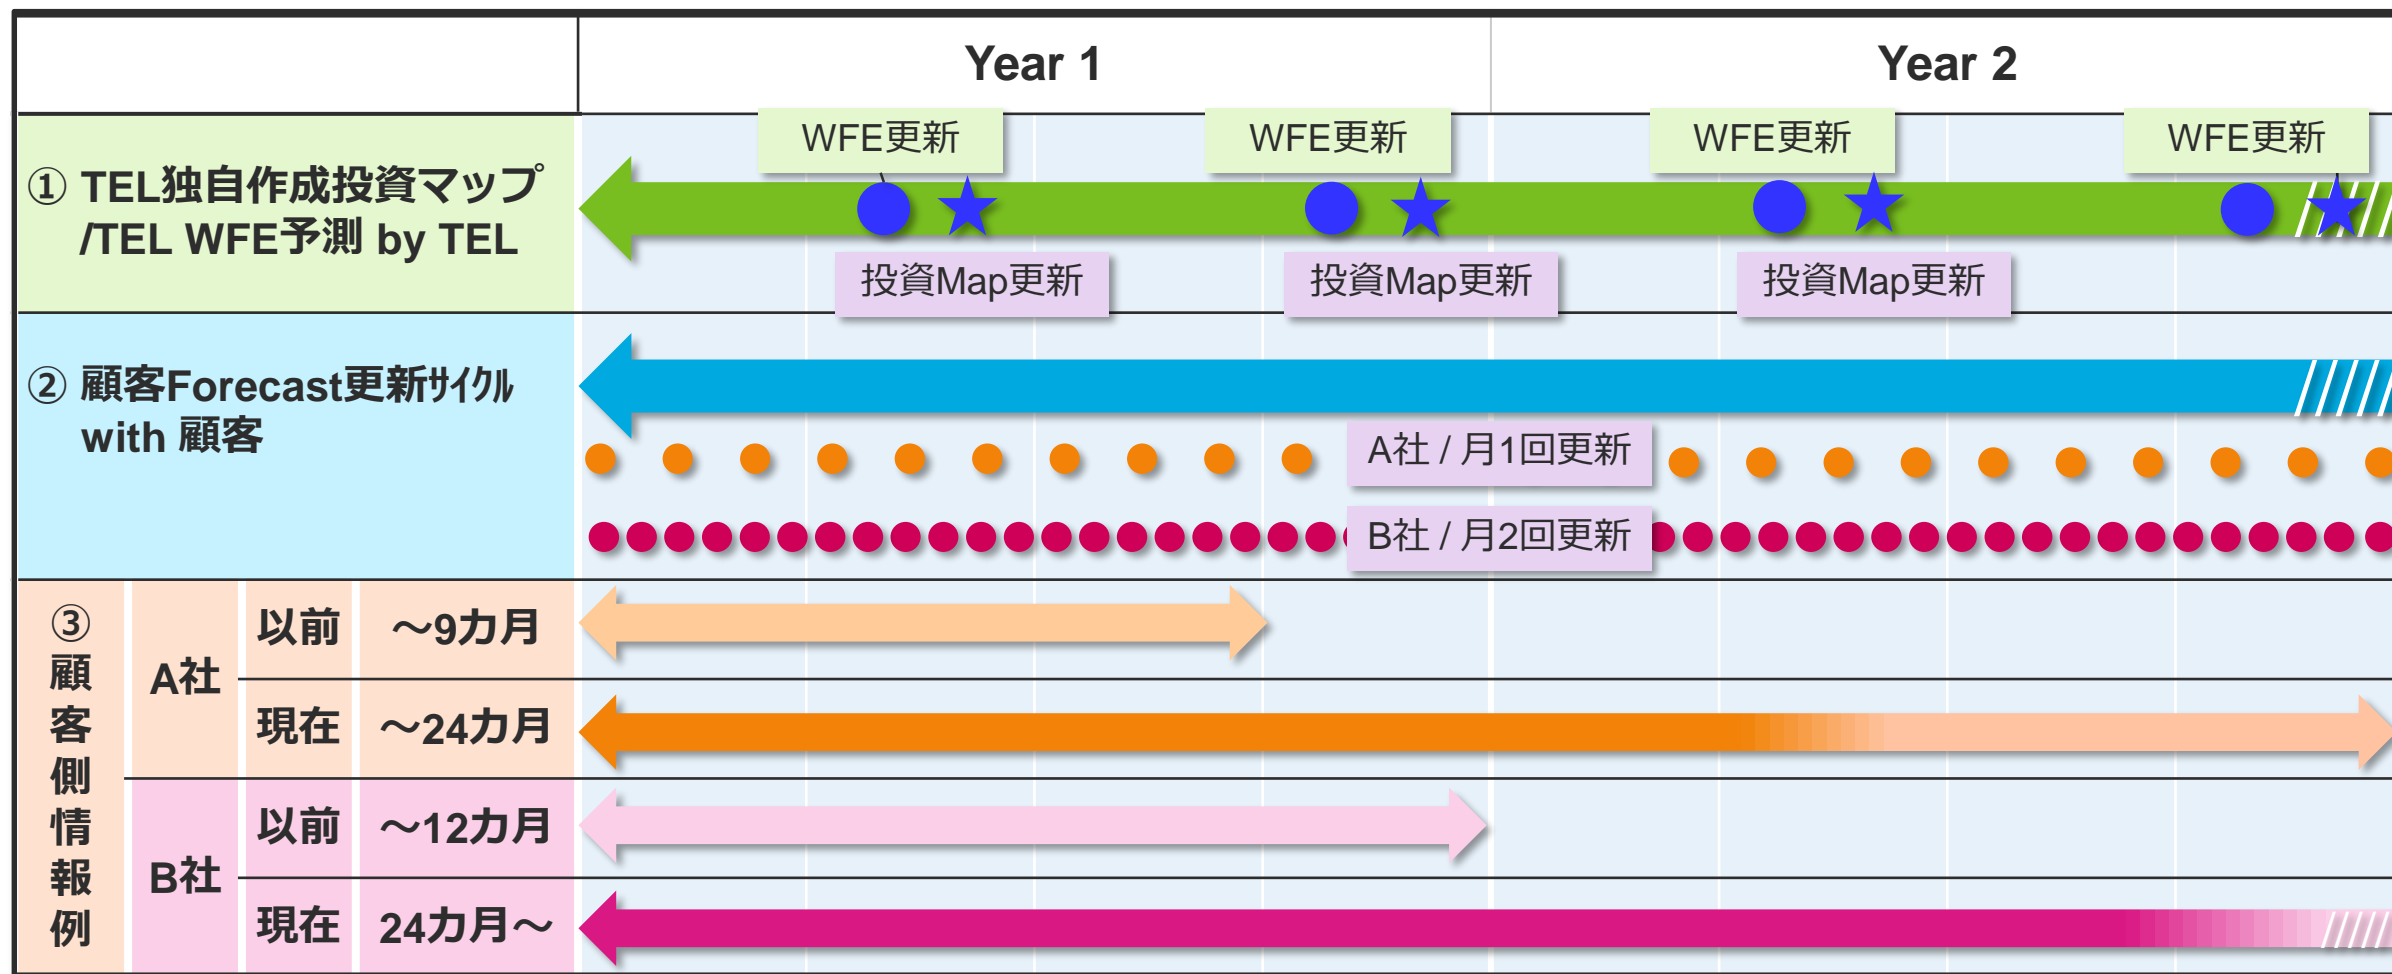 Year 1
Year 2
① TEL独自作成投資マップ
/TEL WFE予測 by TEL
WFE更新
WFE更新
WFE更新
WFE更新
投資Map更新
投資Map更新
投資Map更新
② 顧客Forecast更新ｻｲｸﾙ
with 顧客
A社 / 月1回更新
B社 / 月2回更新
③顧客側情報例
A社
以前
～9カ月
現在
～24カ月
B社
以前
～12カ月
現在
24カ月～